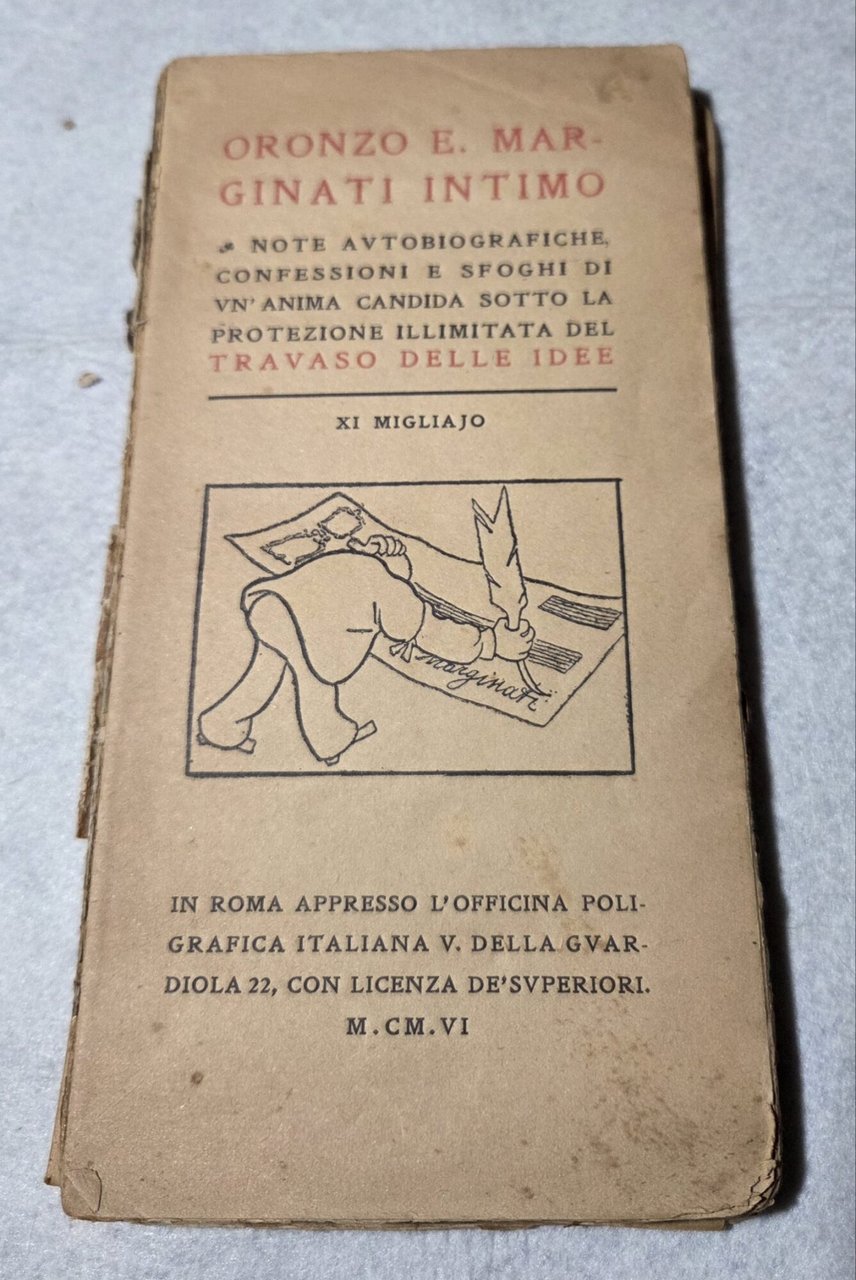 ORONZO E. MAR-
GINATI INTIMO
NOTE AVTOBIOGRAFICHE,
CONFESSIONI E SFOGHI DI
VN'ANIMA CANDIDA SOTTO LA
PROTEZIONE ILLIMITATA DEL
TRAVASO DELLE IDEE
XI MIGLIAJO
marginati
IN ROMA APPRESSO L'OFFICINA POLI-
GRAFICA ITALIANA V. DELLA GVAR-
DIOLA 22, CON LICENZA DE'SVPERIORI.
M.CM.VI